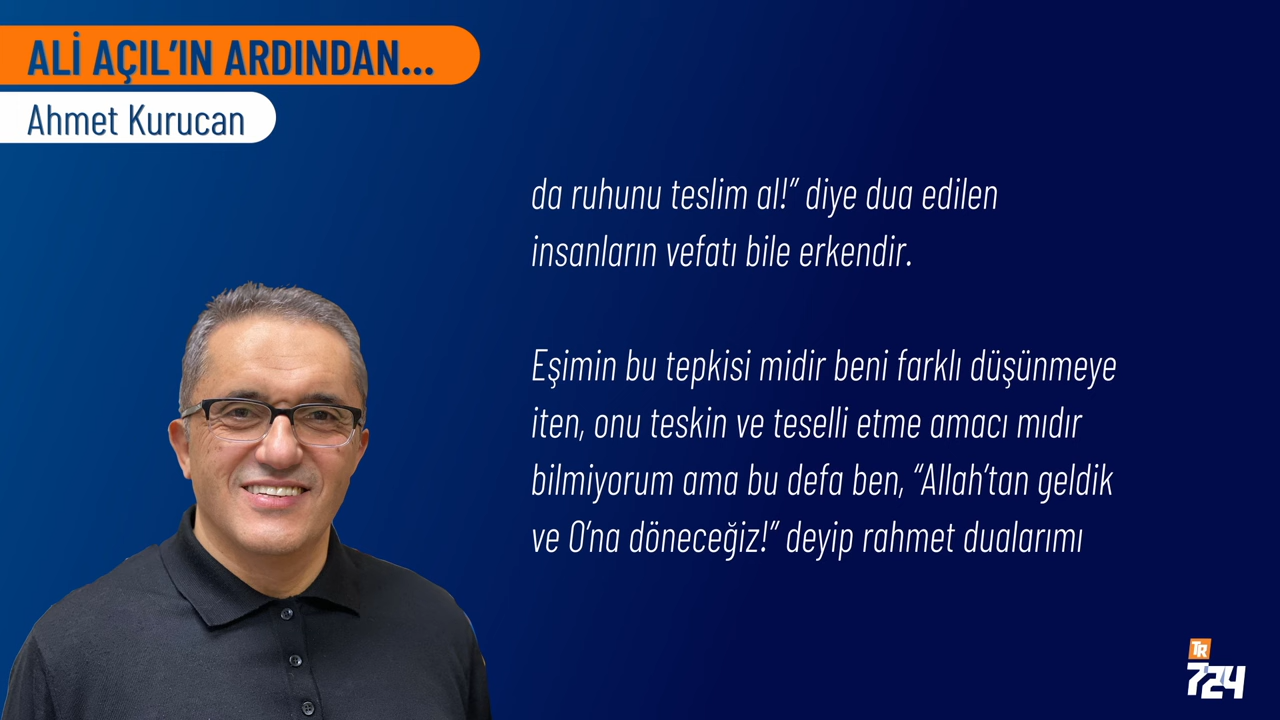 ALİ AÇIL’IN ARDINDAN...
Ahmet Kurucan
da ruhunu teslim al!” diye dua edilen
insanların vefatı bile erkendir.
Eşimin bu tepkisi midir beni farklı düşünmeye
iten, onu teskin ve teselli etme amacı mıdır
bilmiyorum ama bu defa ben, “Allah’tan geldik
ve O’na döneceğiz!” deyip rahmet dualarımı
TR
724